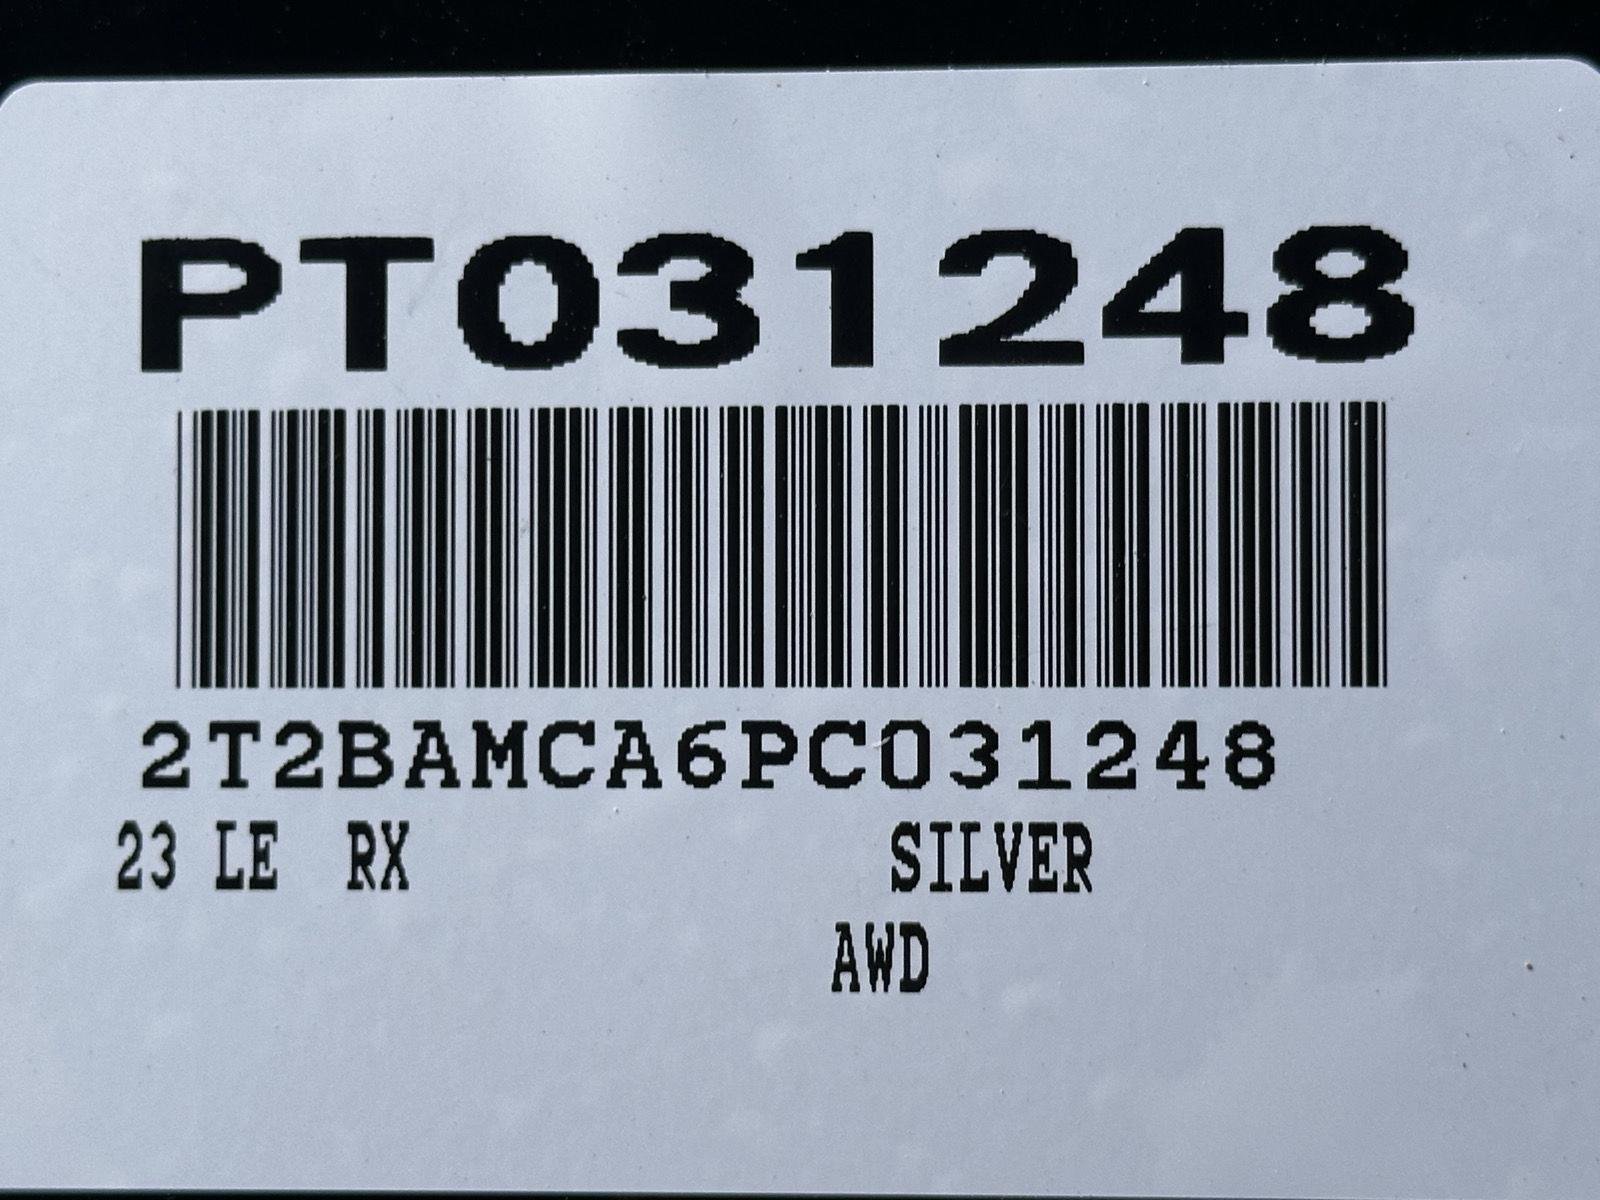 PT031248
2T2BAMCA6PC031248
23 LE RX SILVER
AWD